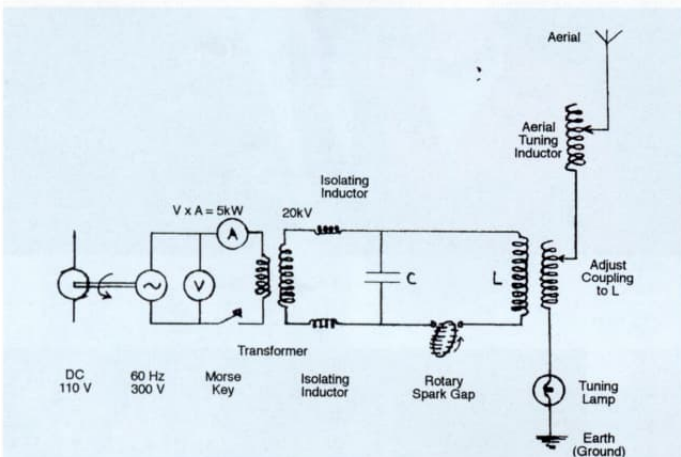 Aerial
Aerial
Tuning
Inductor
Isolating
Inductor
V x A = 5kW
20kV
A
V
C
L
Adjust
Coupling
to L
Transformer
DC
110 V
60 Hz
300 V
Morse
Key
Isolating
Inductor
Rotary
Spark Gap
Tuning
Lamp
Earth
(Ground)